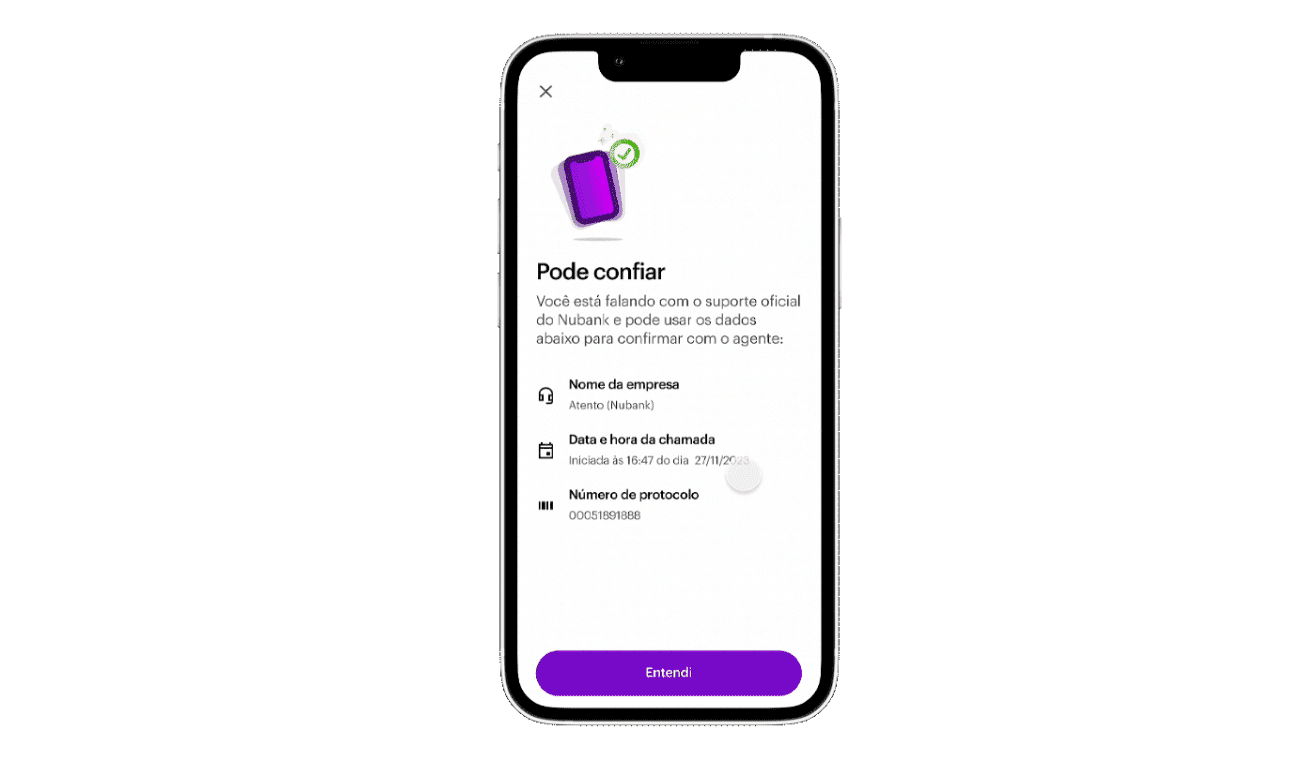 Pode confiar
Você está falando com o suporte oficial
do Nubank e pode usar os dados
abaixo para confirmar com o agente:
Nome da empresa
Atento (Nubank)
Data e hora da chamada
Iniciada às 16:47 do dia 27/11/2023
Número de protocolo
00051891888
Entendi